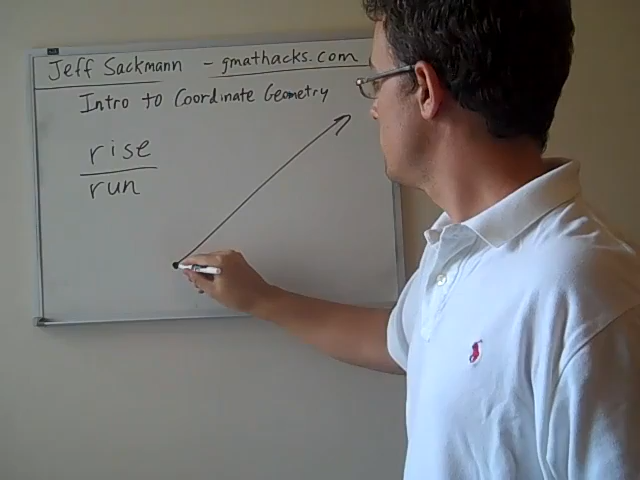 Jeff Sackmann - gmathacks.com
Intro to Coordinate Geometry
rise
run